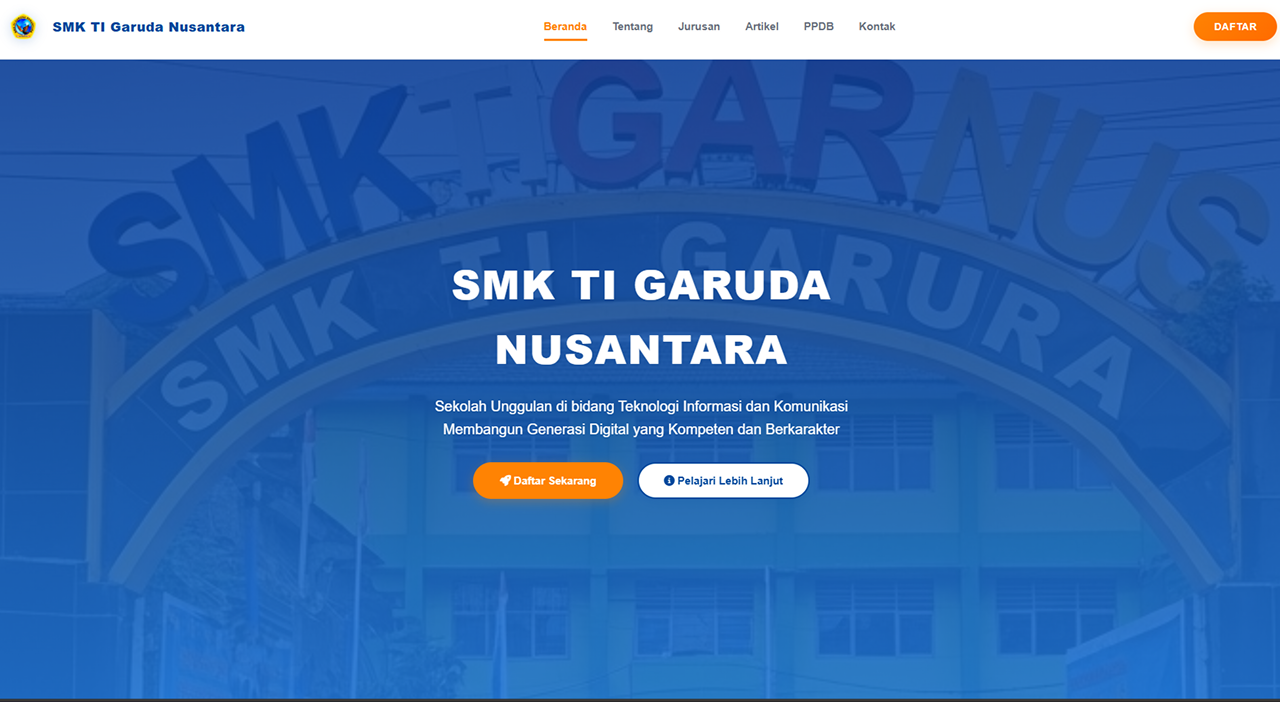 SMK TI Garuda Nusantara
Beranda
Tentang
Jurusan
Artikel
PPDB
Kontak
DAFTAR
SMK TI GARNUS
SMK TI GARURA
SMK TI GARUDA
NUSANTARA
Sekolah Unggulan di bidang Teknologi Informasi dan Komunikasi
Membangun Generasi Digital yang Kompeten dan Berkarakter
Daftar Sekarang
Pelajari Lebih Lanjut